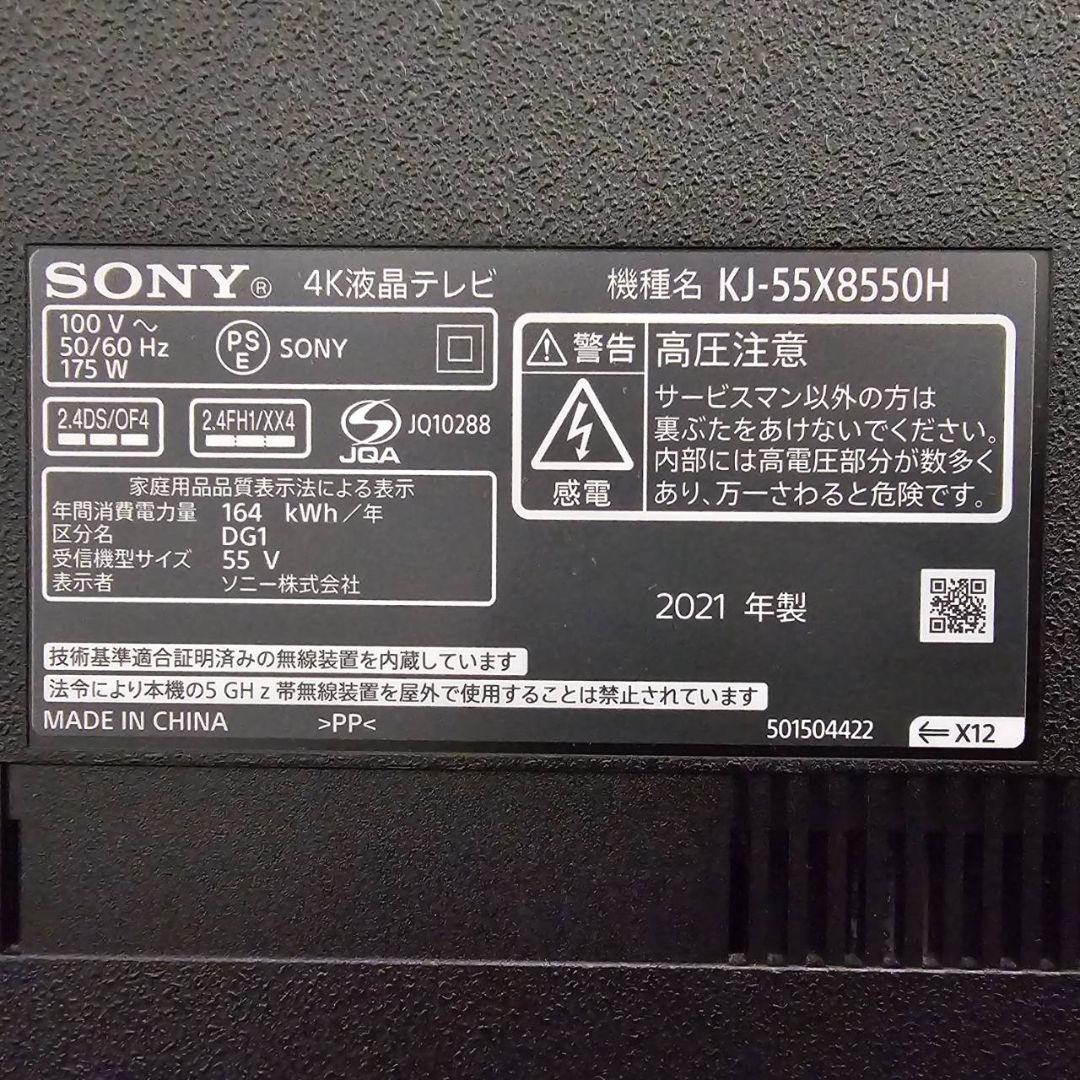 SONY® 4K液晶テレビ
機種名 KJ-55X8550H
100 V ～
50/60 Hz
175 W
PS
E
SONY
2.4DS/OF4
2.4FH1/XX4
JQA
JQ10288
家庭用品品質表示法による表示
年間消費電力量 164 kWh／年
区分名 DG1
受信機型サイズ 55 V
表示者 ソニー株式会社
警告
感電
高圧注意
サービスマン以外の方は
裏ぶたをあけないでください。
内部には高電圧部分が数多く
あり、万一さわると危険です。
2021 年製
技術基準適合証明済みの無線装置を内蔵しています
法令により本機の5 GHz帯無線装置を屋外で使用することは禁止されています
MADE IN CHINA >PP<
501504422
←X12